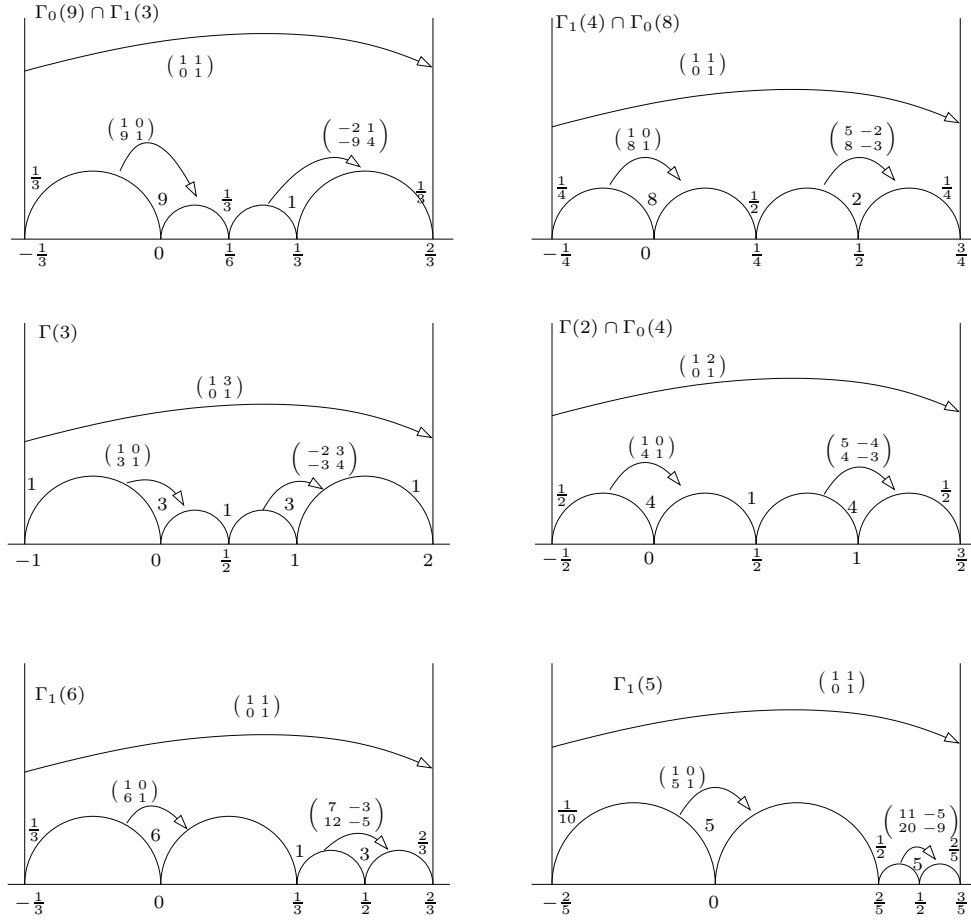 Γ₀(9) ∩ Γ₁(3)
(1 1 / 0 1)
(1 0 / 9 1)
(−2 1 / −9 4)
1/3 9 1/3 1 1/3
−1/3 0 1/6 1/3 2/3
Γ₁(4) ∩ Γ₀(8)
(1 1 / 0 1)
(1 0 / 8 1)
(5 −2 / 8 −3)
1/4 8 1/2 2 1/4
−1/4 0 1/4 1/2 3/4
Γ(3)
(1 3 / 0 1)
(1 0 / 3 1)
(−2 3 / −3 4)
1 3 1 3 1
−1 0 1/2 1 2
Γ(2) ∩ Γ₀(4)
(1 2 / 0 1)
(1 0 / 4 1)
(5 −4 / 4 −3)
1/2 4 1 4 1/2
−1/2 0 1/2 1 3/2
Γ₁(6)
(1 1 / 0 1)
(1 0 / 6 1)
(7 −3 / 12 −5)
1/3 6 1 3 2/3
−1/3 0 1/3 1/2 2/3
Γ₁(5)
(1 1 / 0 1)
(1 0 / 5 1)
(11 −5 / 20 −9)
1/10 5 1/2 5 2/5
−2/5 0 2/5 1/2 3/5